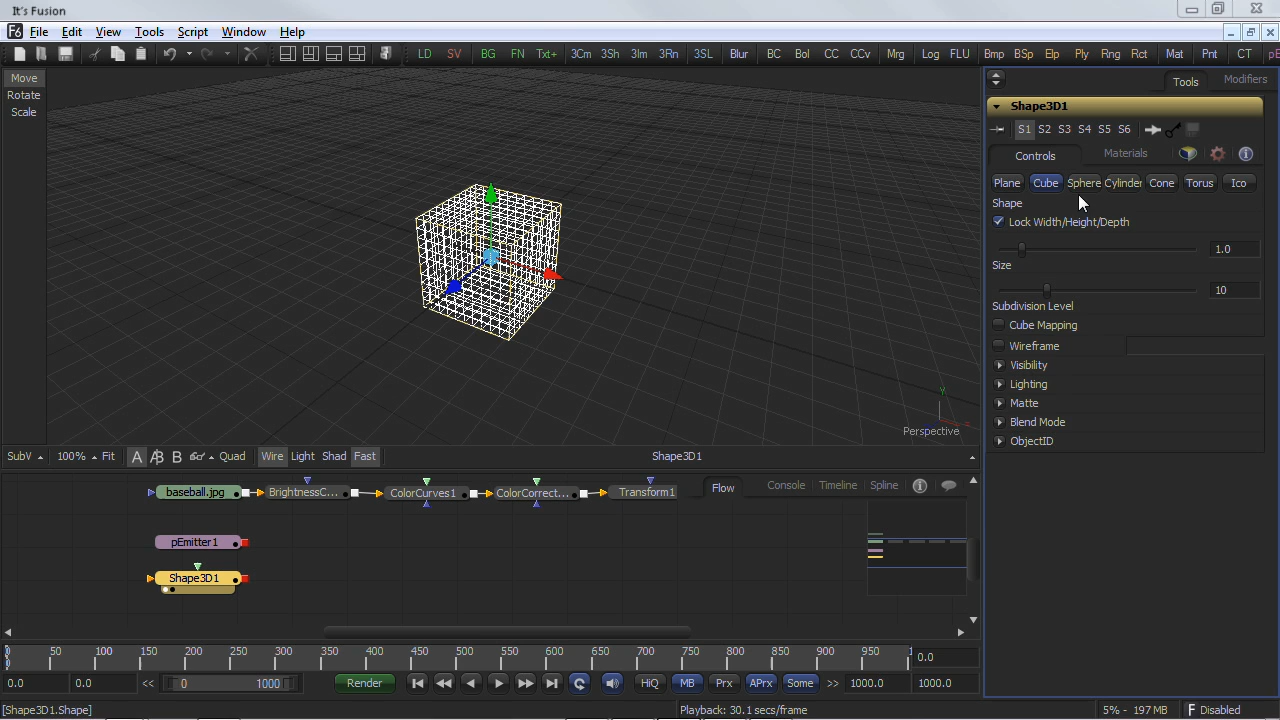 It's Fusion
File Edit View Tools Script Window Help
LD SV BG FN Txt+ 3Cm 3Sh 3Im 3Rn 3SL Blur BC Bol CC CCv Mrg Log FLU Bmp BSp Elp Ply Rng Rct Mat Pnt CT pE
Move
Rotate
Scale
Perspective
Y
SubV 100% Fit A B Quad Wire Light Shad Fast Shape3D1
Tools Modifiers
Shape3D1
S1 S2 S3 S4 S5 S6
Controls Materials
Plane Cube Sphere Cylinder Cone Torus Ico
Shape
Lock Width/Height/Depth
1.0
Size
10
Subdivision Level
Cube Mapping
Wireframe
Visibility
Lighting
Matte
Blend Mode
ObjectID
Flow Console Timeline Spline
baseball.jpg BrightnessC... ColorCurves1 ColorCorrect... Transform1
pEmitter1
Shape3D1
0 50 100 150 200 250 300 350 400 450 500 550 600 650 700 750 800 850 900 950 0.0
0.0 0.0 << 0 1000 Render HiQ MB Prx APrx Some >> 1000.0 1000.0
[Shape3D1.Shape] Playback: 30.1 secs/frame 5% - 197 MB F Disabled